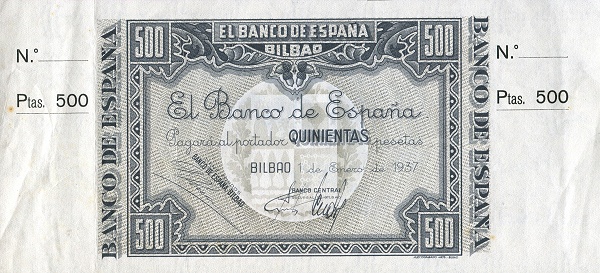 N.º
Ptas. 500
BANCO DE ESPAÑA
500
EL BANCO DE ESPAÑA
BILBAO
500
El Banco de España
Pagará al portador QUINIENTAS pesetas
BILBAO 1 de Enero de 1937
BANCO DE ESPAÑA-BILBAO
BANCO CENTRAL
500
500
BANCO DE ESPAÑA
N.º
Ptas. 500